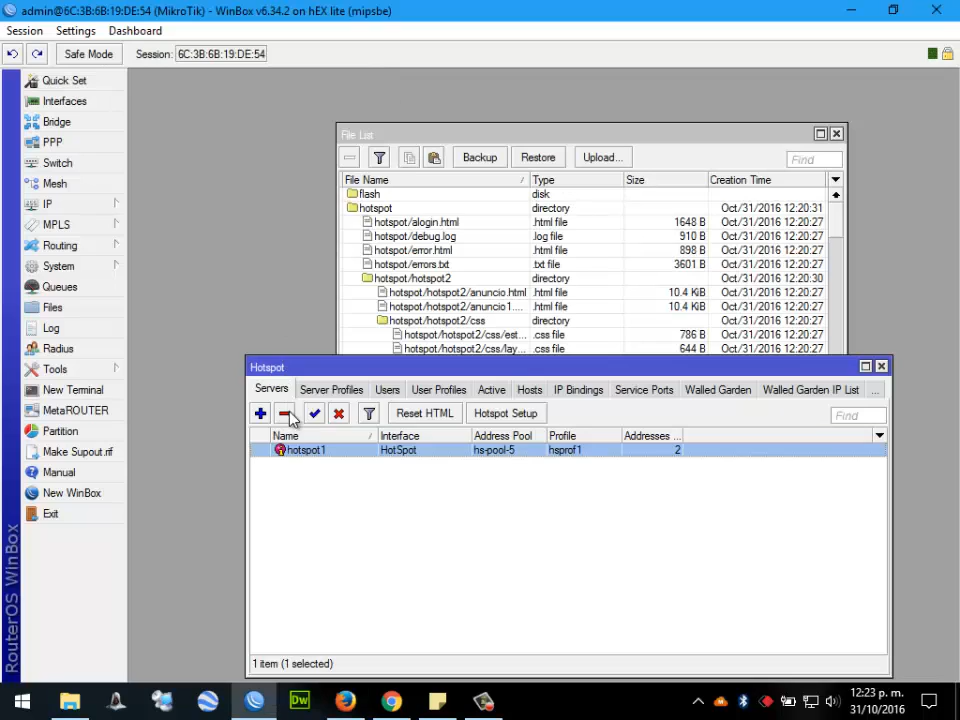 admin@6C:3B:6B:19:DE:54 (MikroTik) - WinBox v6.34.2 on hEX lite (mipsbe)
Session Settings Dashboard
Safe Mode Session: 6C:3B:6B:19:DE:54
Quick Set
Interfaces
Bridge
PPP
Switch
Mesh
IP
MPLS
Routing
System
Queues
Files
Log
Radius
Tools
New Terminal
MetaROUTER
Partition
Make Supout.rif
Manual
New WinBox
Exit
RouterOS WinBox
File List
Backup Restore Upload... Find
File Name / Type Size Creation Time
flash disk
hotspot directory Oct/31/2016 12:20:31
hotspot/alogin.html .html file 1648 B Oct/31/2016 12:20:27
hotspot/debug.log .log file 910 B Oct/31/2016 12:20:27
hotspot/error.html .html file 898 B Oct/31/2016 12:20:27
hotspot/errors.txt .txt file 3601 B Oct/31/2016 12:20:27
hotspot/hotspot2 directory Oct/31/2016 12:20:30
hotspot/hotspot2/anuncio.html .html file 10.4 KiB Oct/31/2016 12:20:27
hotspot/hotspot2/anuncio1.... .html file 10.4 KiB Oct/31/2016 12:20:27
hotspot/hotspot2/css directory Oct/31/2016 12:20:27
hotspot/hotspot2/css/est... .css file 786 B Oct/31/2016 12:20:27
hotspot/hotspot2/css/lay... .css file 644 B Oct/31/2016 12:20:27
Hotspot
Servers Server Profiles Users User Profiles Active Hosts IP Bindings Service Ports Walled Garden Walled Garden IP List ...
Reset HTML Hotspot Setup Find
Name / Interface Address Pool Profile Addresses ...
hotspot1 HotSpot hs-pool-5 hsprof1 2
1 item (1 selected)
Dw
12:23 p. m.
31/10/2016